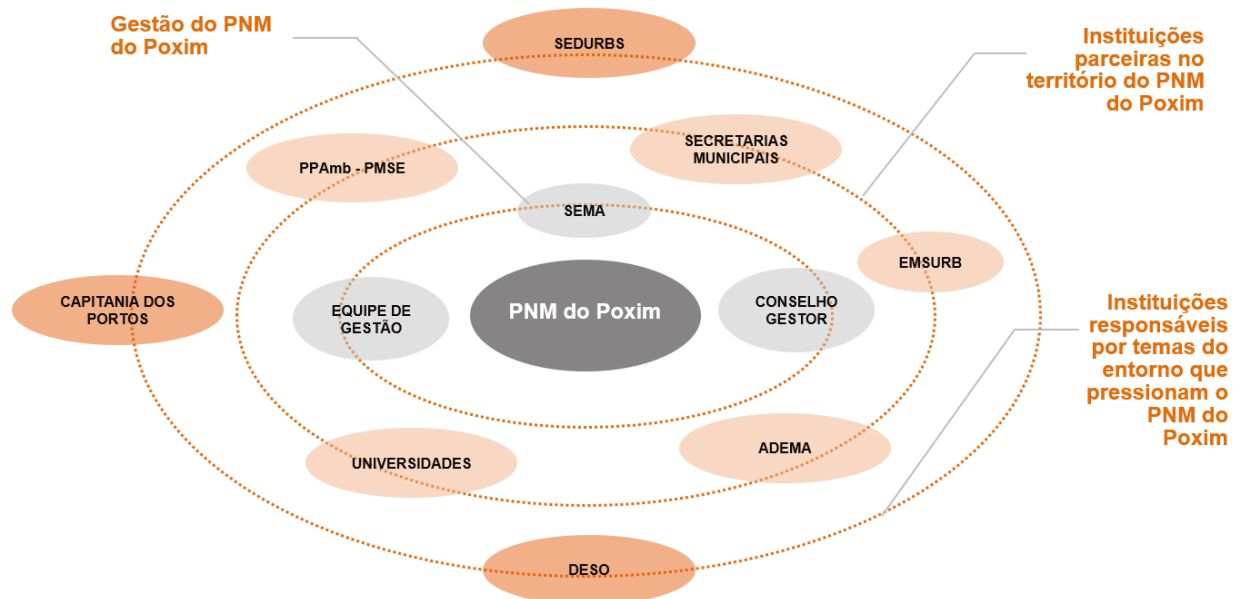 Gestão do PNM
do Poxim
SEDURBS
Instituições
parceiras no
território do PNM
do Poxim
PPAmb - PMSE
SECRETARIAS
MUNICIPAIS
SEMA
EMSURB
CAPITANIA DOS
PORTOS
EQUIPE DE
GESTÃO
PNM do Poxim
CONSELHO
GESTOR
Instituições
responsáveis
por temas do
entorno que
pressionam o
PNM do
Poxim
UNIVERSIDADES
ADEMA
DESO